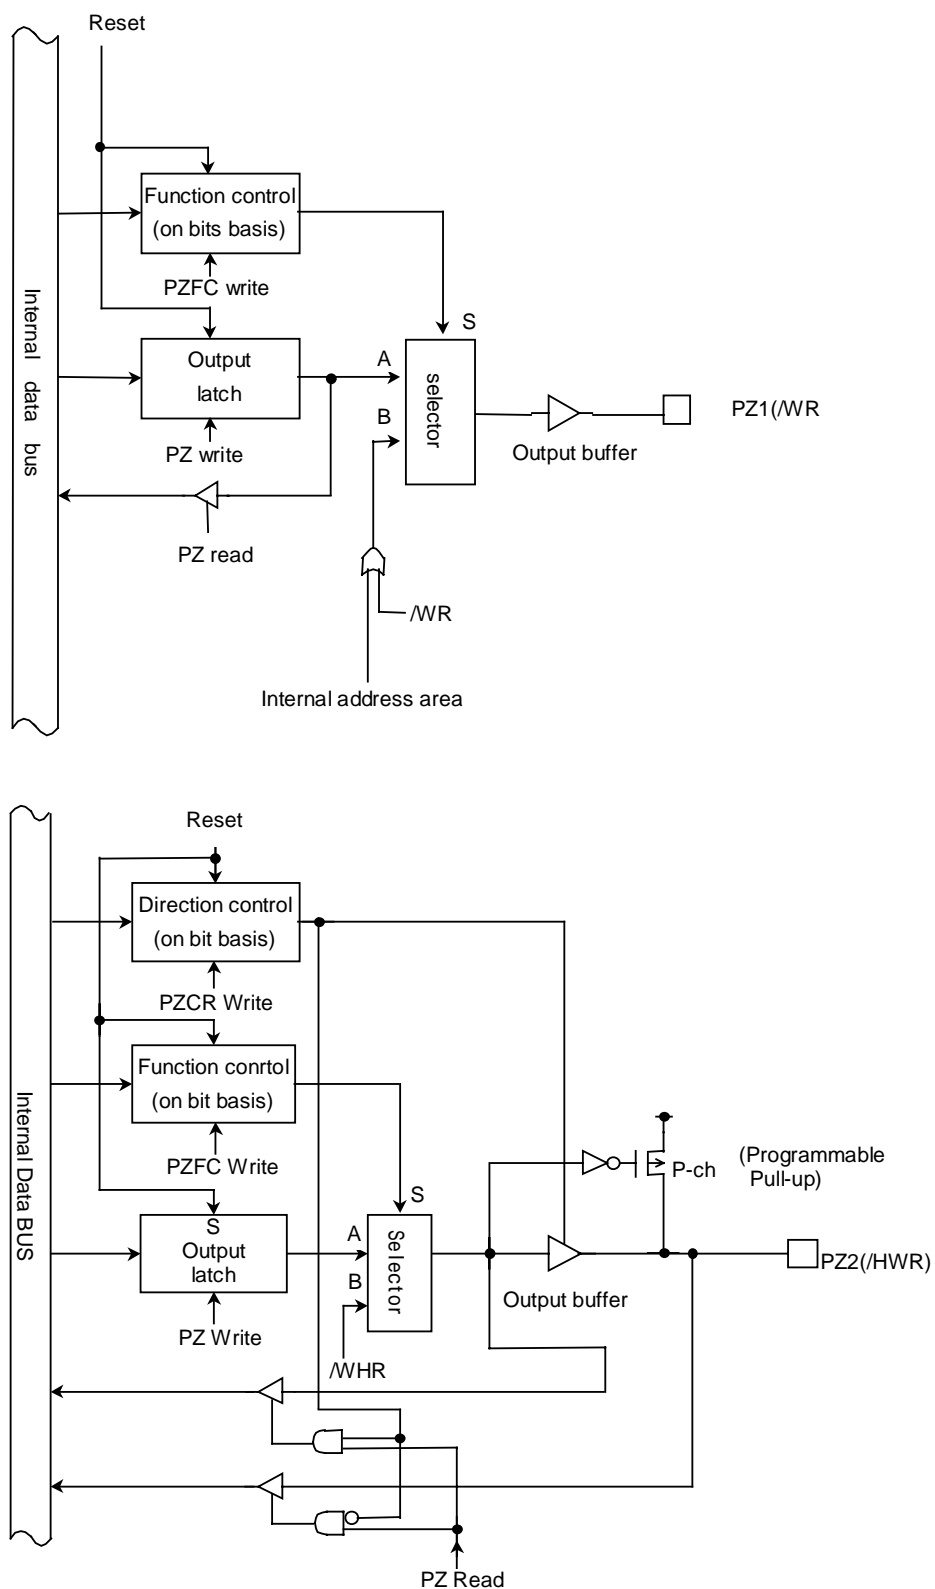 Reset
Function control
(on bits basis)
PZFC write
Internal data bus
S
Output
latch
A
selector
B
PZ1(/WR
Output buffer
PZ write
PZ read
/WR
Internal address area
Reset
Direction control
(on bit basis)
PZCR Write
Function conrtol
(on bit basis)
Internal Data BUS
PZFC Write
P-ch
(Programmable
Pull-up)
S
S
Output
latch
A
Selector
B
PZ2(/HWR)
Output buffer
PZ Write
/WHR
PZ Read